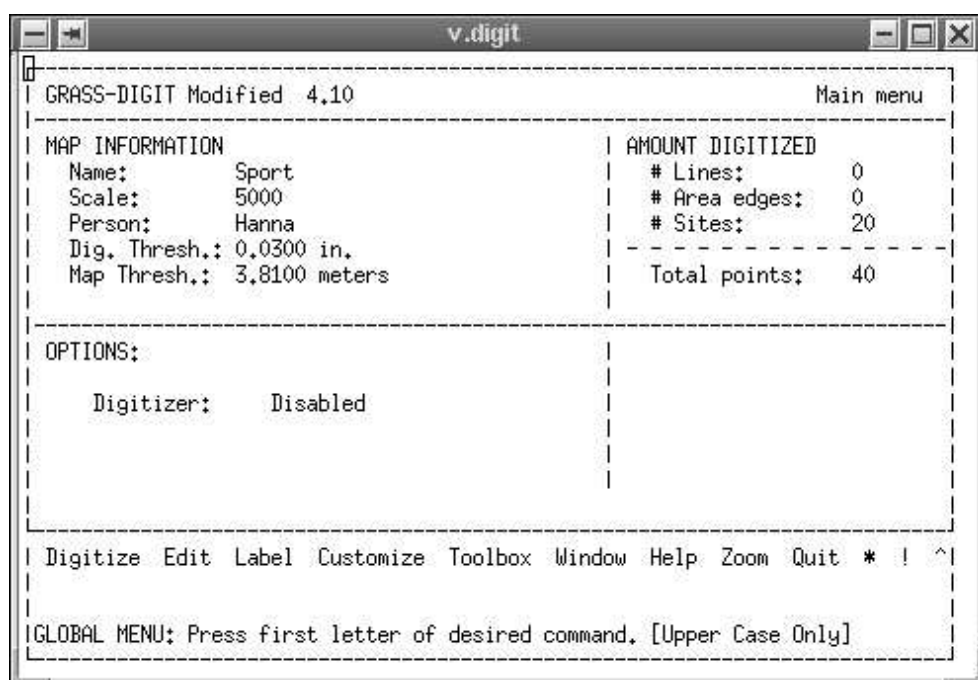 v.digit
GRASS-DIGIT Modified 4.10 Main menu
MAP INFORMATION AMOUNT DIGITIZED
Name: Sport # Lines: 0
Scale: 5000 # Area edges: 0
Person: Hanna # Sites: 20
Dig. Thresh.: 0.0300 in.
Map Thresh.: 3.8100 meters Total points: 40
OPTIONS:
Digitizer: Disabled
Digitize Edit Label Customize Toolbox Window Help Zoom Quit * ! ^
GLOBAL MENU: Press first letter of desired command. [Upper Case Only]